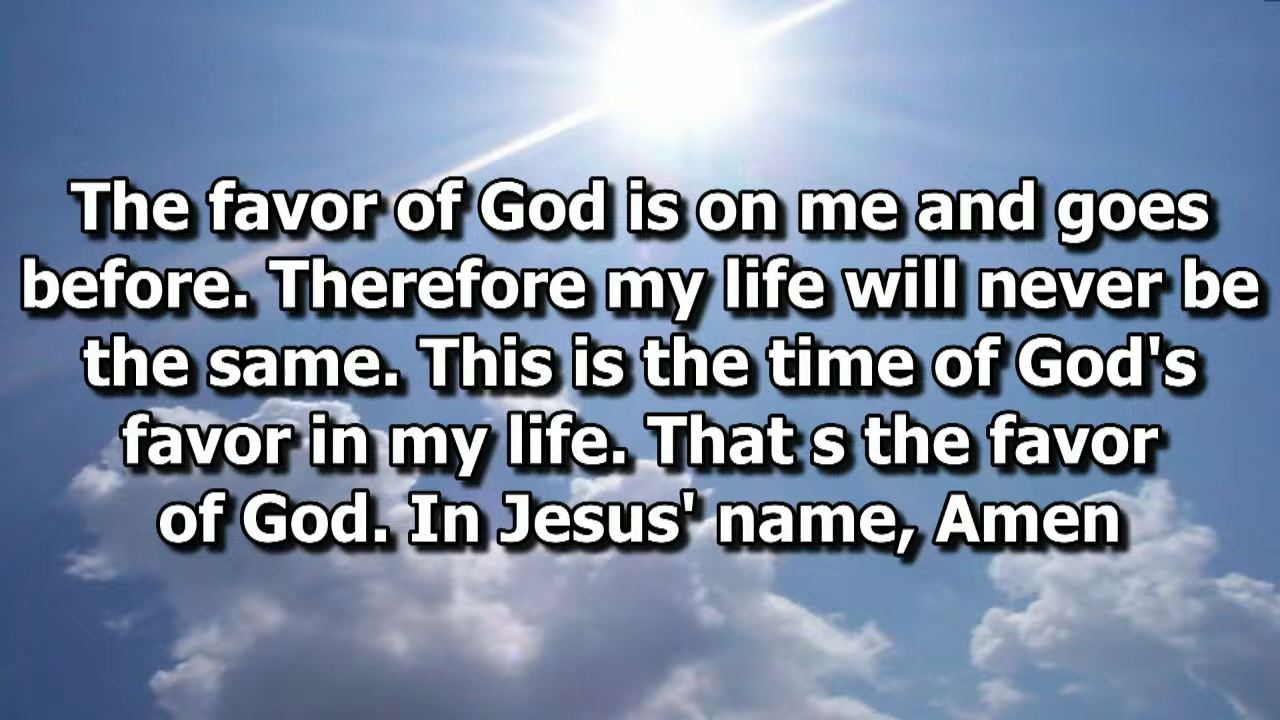 The favor of God is on me and goes
before. Therefore my life will never be
the same. This is the time of God's
favor in my life. That s the favor
of God. In Jesus' name, Amen